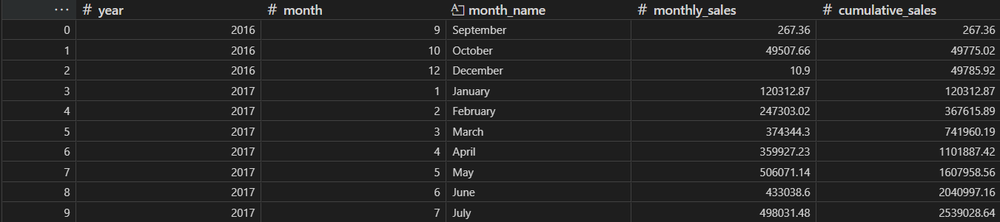 ... # year # month A month_name # monthly_sales # cumulative_sales
0 2016 9 September 267.36 267.36
1 2016 10 October 49507.66 49775.02
2 2016 12 December 10.9 49785.92
3 2017 1 January 120312.87 120312.87
4 2017 2 February 247303.02 367615.89
5 2017 3 March 374344.3 741960.19
6 2017 4 April 359927.23 1101887.42
7 2017 5 May 506071.14 1607958.56
8 2017 6 June 433038.6 2040997.16
9 2017 7 July 498031.48 2539028.64